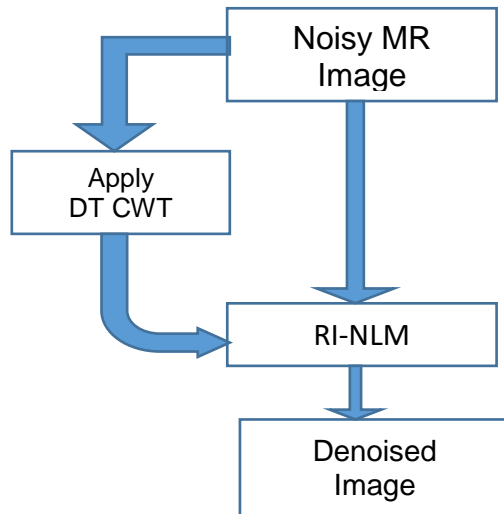 Noisy MR
Image
Apply
DT CWT
RI-NLM
Denoised
Image